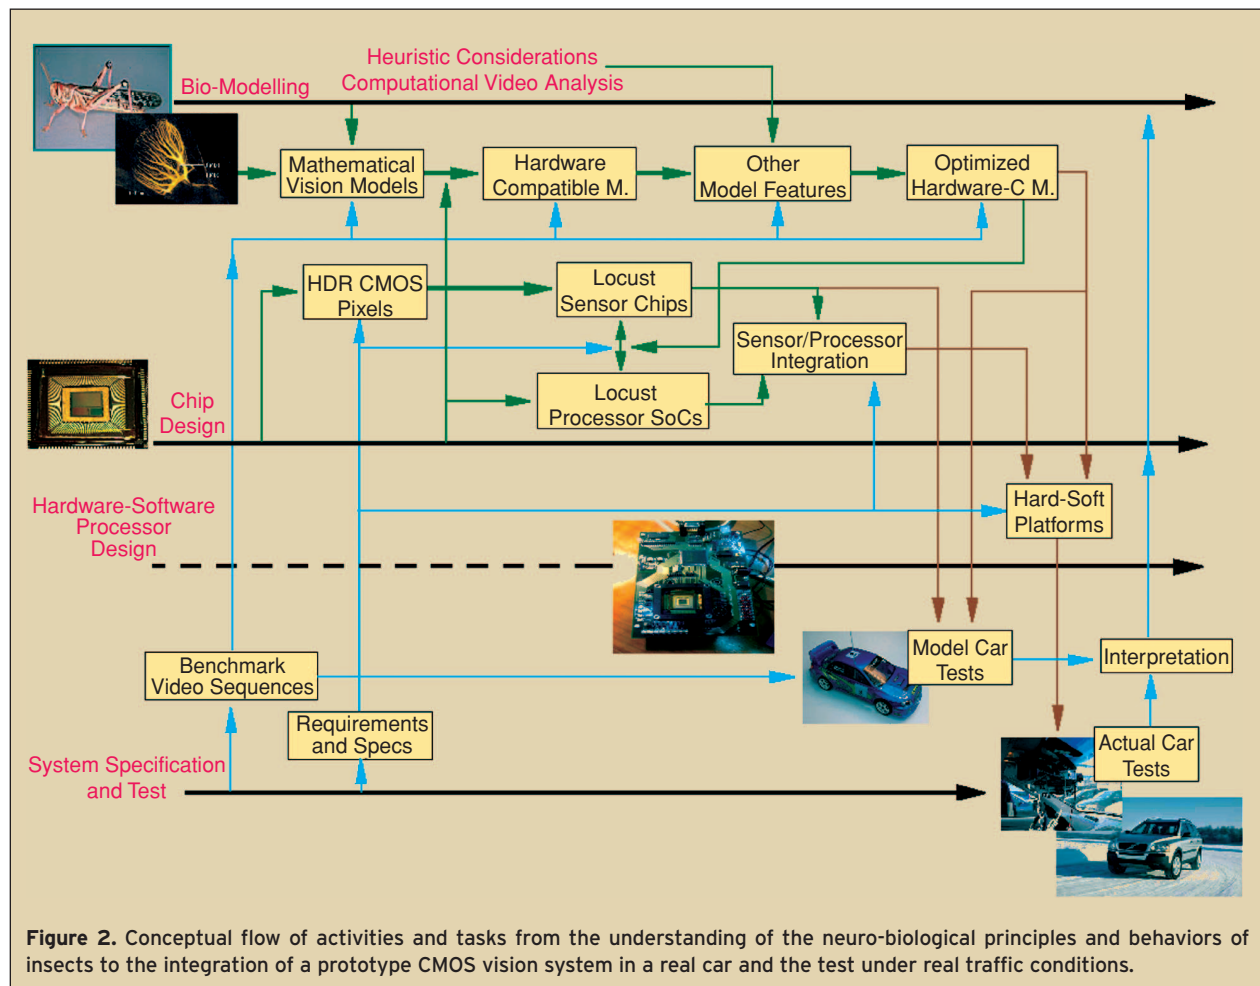 Heuristic Considerations
Computational Video Analysis
Bio-Modelling
Mathematical
Vision Models
Hardware
Compatible M.
Other
Model Features
Optimized
Hardware-C M.
HDR CMOS
Pixels
Locust
Sensor Chips
Sensor/Processor
Integration
Locust
Processor SoCs
Chip
Design
Hardware-Software
Processor
Design
Hard-Soft
Platforms
Benchmark
Video Sequences
Model Car
Tests
Interpretation
Requirements
and Specs
Actual Car
Tests
System Specification
and Test
Figure 2. Conceptual flow of activities and tasks from the understanding of the neuro-biological principles and behaviors of
insects to the integration of a prototype CMOS vision system in a real car and the test under real traffic conditions.